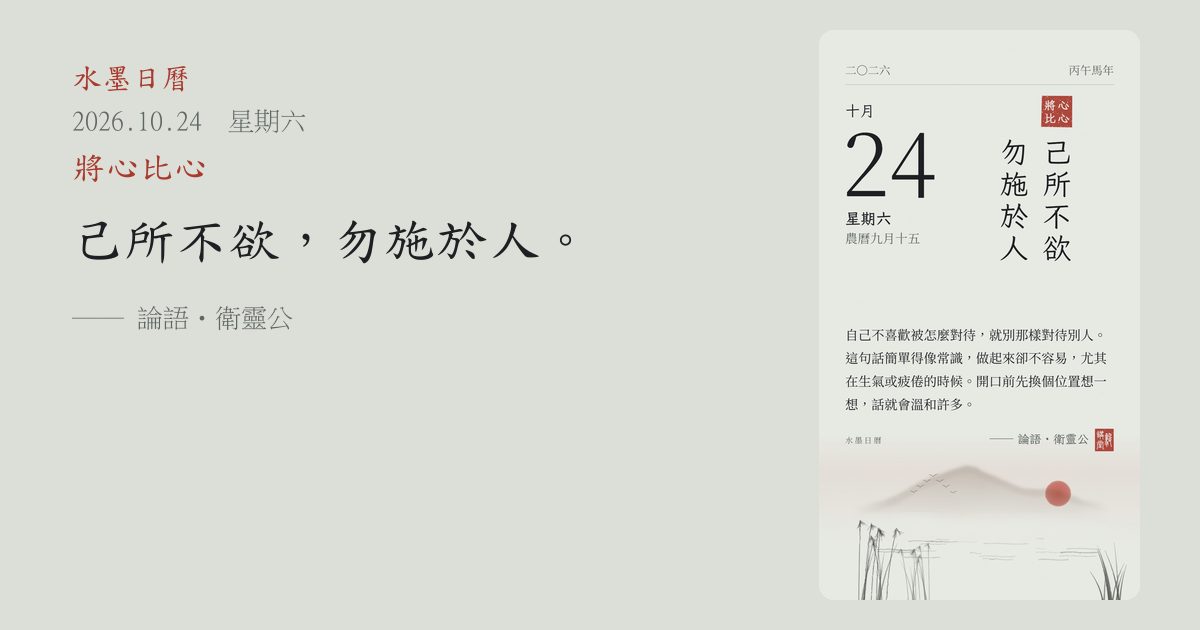 水墨日曆
2026.10.24 星期六
將心比心
己所不欲，勿施於人。
—— 論語・衛靈公
二〇二六
丙午馬年
十月
24
星期六
農曆九月十五
將心比心
己所不欲
勿施於人
自己不喜歡被怎麼對待，就別那樣對待別人。
這句話簡單得像常識，做起來卻不容易，尤其
在生氣或疲倦的時候。開口前先換個位置想一
想，話就會溫和許多。
水墨日曆
—— 論語・衛靈公